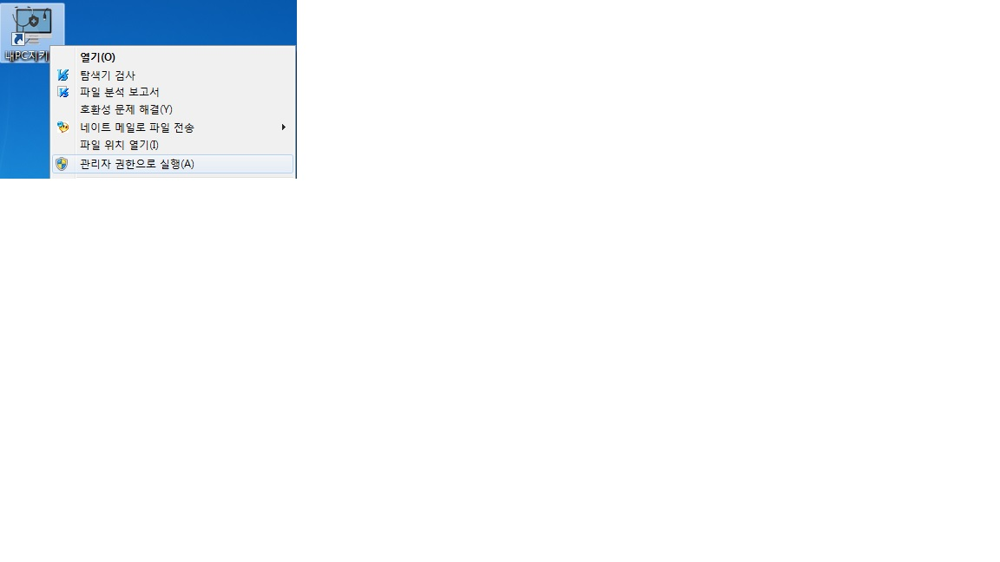 내PC지키
열기(O)
탐색기 검사
파일 분석 보고서
호환성 문제 해결(Y)
네이트 메일로 파일 전송
파일 위치 열기(I)
관리자 권한으로 실행(A)